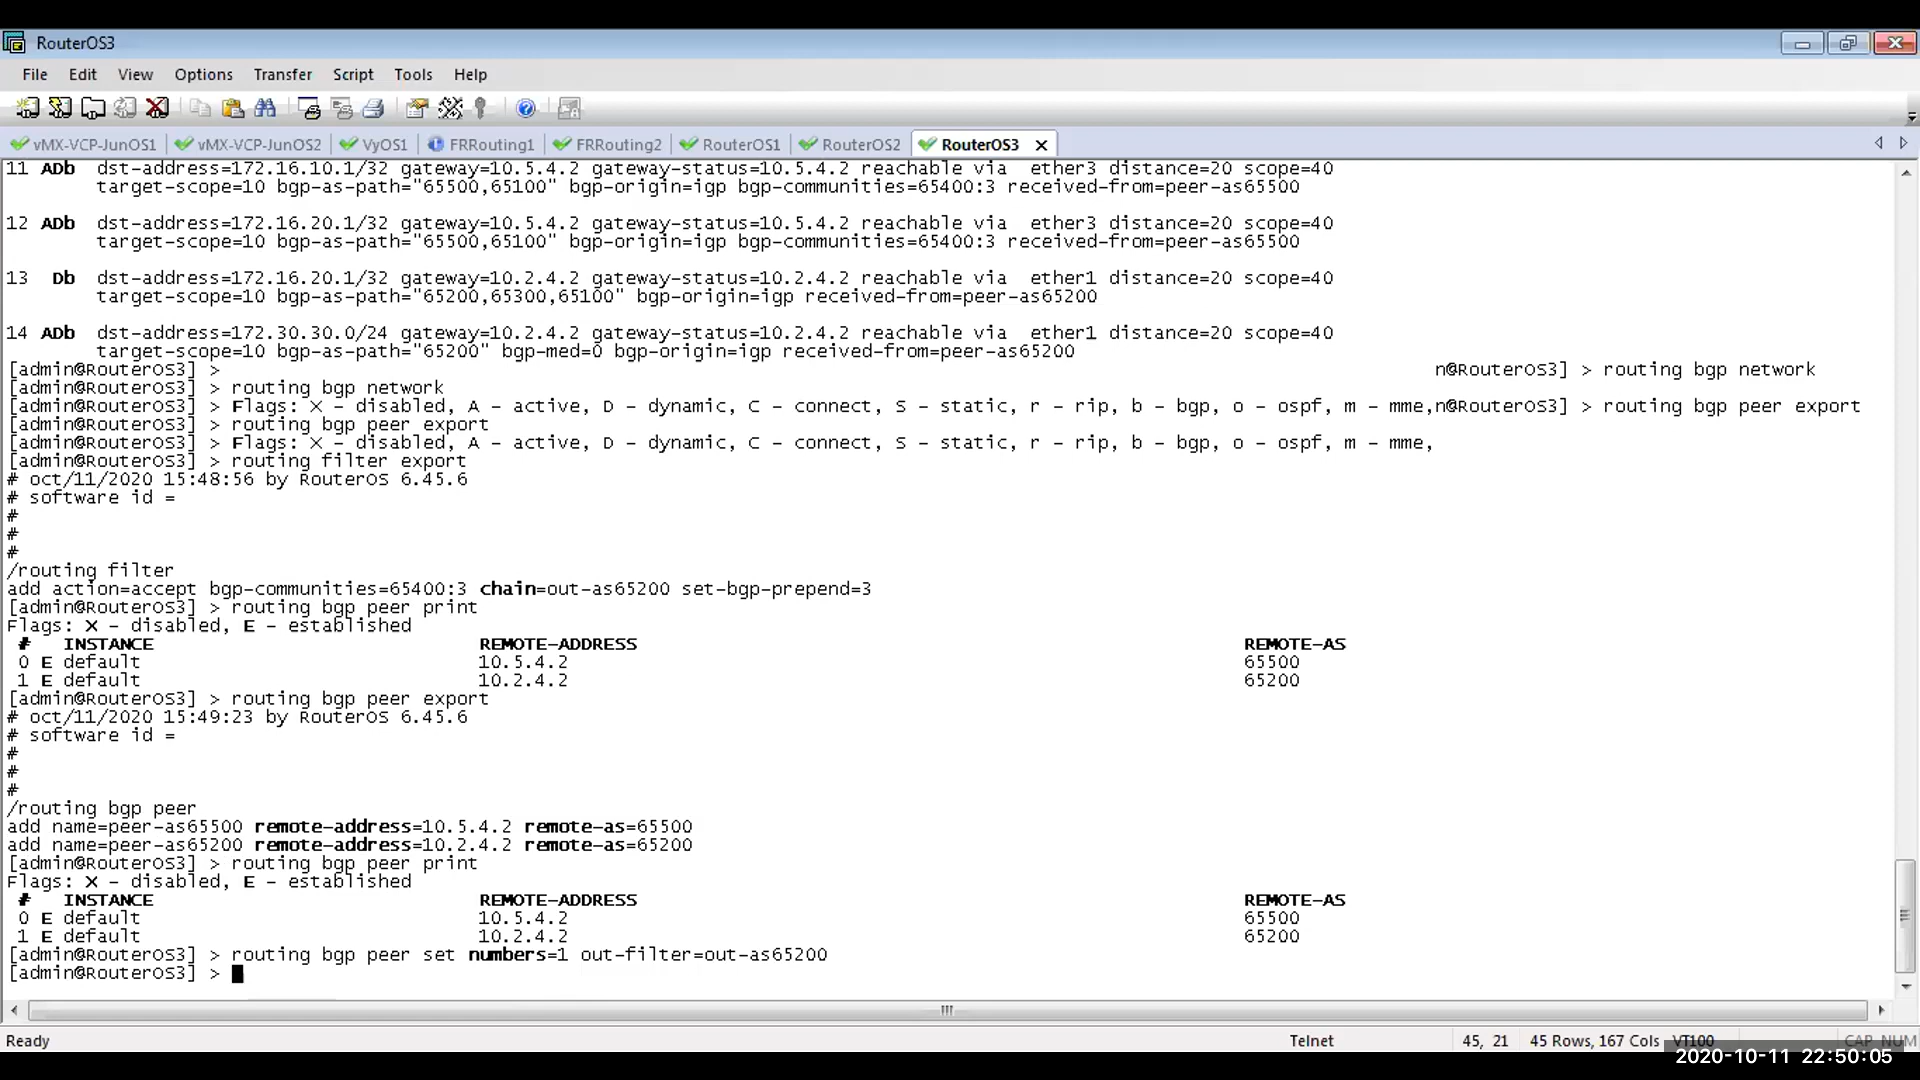 RouterOS3
File Edit View Options Transfer Script Tools Help
vMX-VCP-JunOS1 vMX-VCP-JunOS2 VyOS1 FRRouting1 FRRouting2 RouterOS1 RouterOS2 RouterOS3
11 ADb dst-address=172.16.10.1/32 gateway=10.5.4.2 gateway-status=10.5.4.2 reachable via ether3 distance=20 scope=40
target-scope=10 bgp-as-path="65500,65100" bgp-origin=igp bgp-communities=65400:3 received-from=peer-as65500
12 ADb dst-address=172.16.20.1/32 gateway=10.5.4.2 gateway-status=10.5.4.2 reachable via ether3 distance=20 scope=40
target-scope=10 bgp-as-path="65500,65100" bgp-origin=igp bgp-communities=65400:3 received-from=peer-as65500
13 Db dst-address=172.16.20.1/32 gateway=10.2.4.2 gateway-status=10.2.4.2 reachable via ether1 distance=20 scope=40
target-scope=10 bgp-as-path="65200,65300,65100" bgp-origin=igp received-from=peer-as65200
14 ADb dst-address=172.30.30.0/24 gateway=10.2.4.2 gateway-status=10.2.4.2 reachable via ether1 distance=20 scope=40
target-scope=10 bgp-as-path="65200" bgp-med=0 bgp-origin=igp received-from=peer-as65200
[admin@RouterOS3] > n@RouterOS3] > routing bgp network
[admin@RouterOS3] > routing bgp network
[admin@RouterOS3] > Flags: X - disabled, A - active, D - dynamic, C - connect, S - static, r - rip, b - bgp, o - ospf, m - mme,n@RouterOS3] > routing bgp peer export
[admin@RouterOS3] > routing bgp peer export
[admin@RouterOS3] > Flags: X - disabled, A - active, D - dynamic, C - connect, S - static, r - rip, b - bgp, o - ospf, m - mme,
[admin@RouterOS3] > routing filter export
# oct/11/2020 15:48:56 by RouterOS 6.45.6
# software id =
#
#
#
/routing filter
add action=accept bgp-communities=65400:3 chain=out-as65200 set-bgp-prepend=3
[admin@RouterOS3] > routing bgp peer print
Flags: X - disabled, E - established
# INSTANCE REMOTE-ADDRESS REMOTE-AS
0 E default 10.5.4.2 65500
1 E default 10.2.4.2 65200
[admin@RouterOS3] > routing bgp peer export
# oct/11/2020 15:49:23 by RouterOS 6.45.6
# software id =
#
#
#
/routing bgp peer
add name=peer-as65500 remote-address=10.5.4.2 remote-as=65500
add name=peer-as65200 remote-address=10.2.4.2 remote-as=65200
[admin@RouterOS3] > routing bgp peer print
Flags: X - disabled, E - established
# INSTANCE REMOTE-ADDRESS REMOTE-AS
0 E default 10.5.4.2 65500
1 E default 10.2.4.2 65200
[admin@RouterOS3] > routing bgp peer set numbers=1 out-filter=out-as65200
[admin@RouterOS3] >
Ready Telnet 45, 21 45 Rows, 167 Cols VT100 CAP NUM
2020-10-11 22:50:05